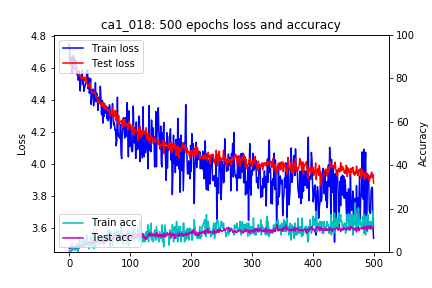 ca1_018: 500 epochs loss and accuracy
4.8
4.6
4.4
4.2
4.0
3.8
3.6
Loss
Train loss
Test loss
Train acc
Test acc
100
80
60
40
20
0
Accuracy
0
100
200
300
400
500